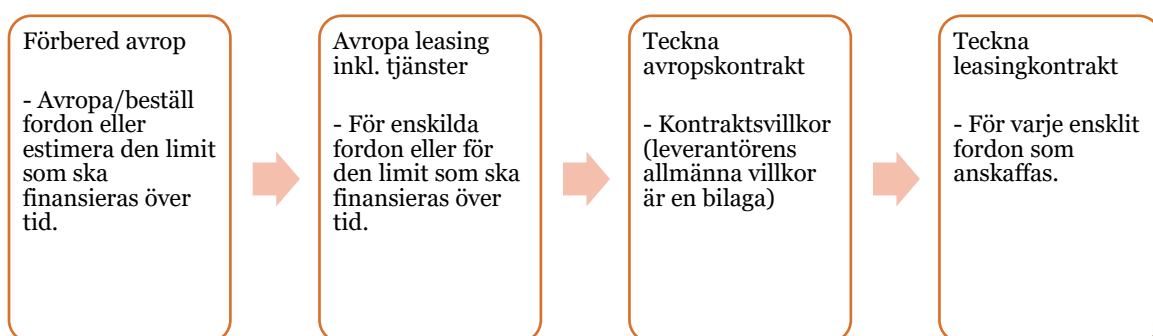 Förbered avrop
- Avropa/beställ
fordon eller
estimera den limit
som ska
finansieras över
tid.
Avropa leasing
inkl. tjänster
- För enskilda
fordon eller för
den limit som ska
finansieras över
tid.
Teckna
avropskontrakt
- Kontraktsvillkor
(leverantörens
allmänna villkor
är en bilaga)
Teckna
leasingkontrakt
- För varje ensklit
fordon som
anskaffas.